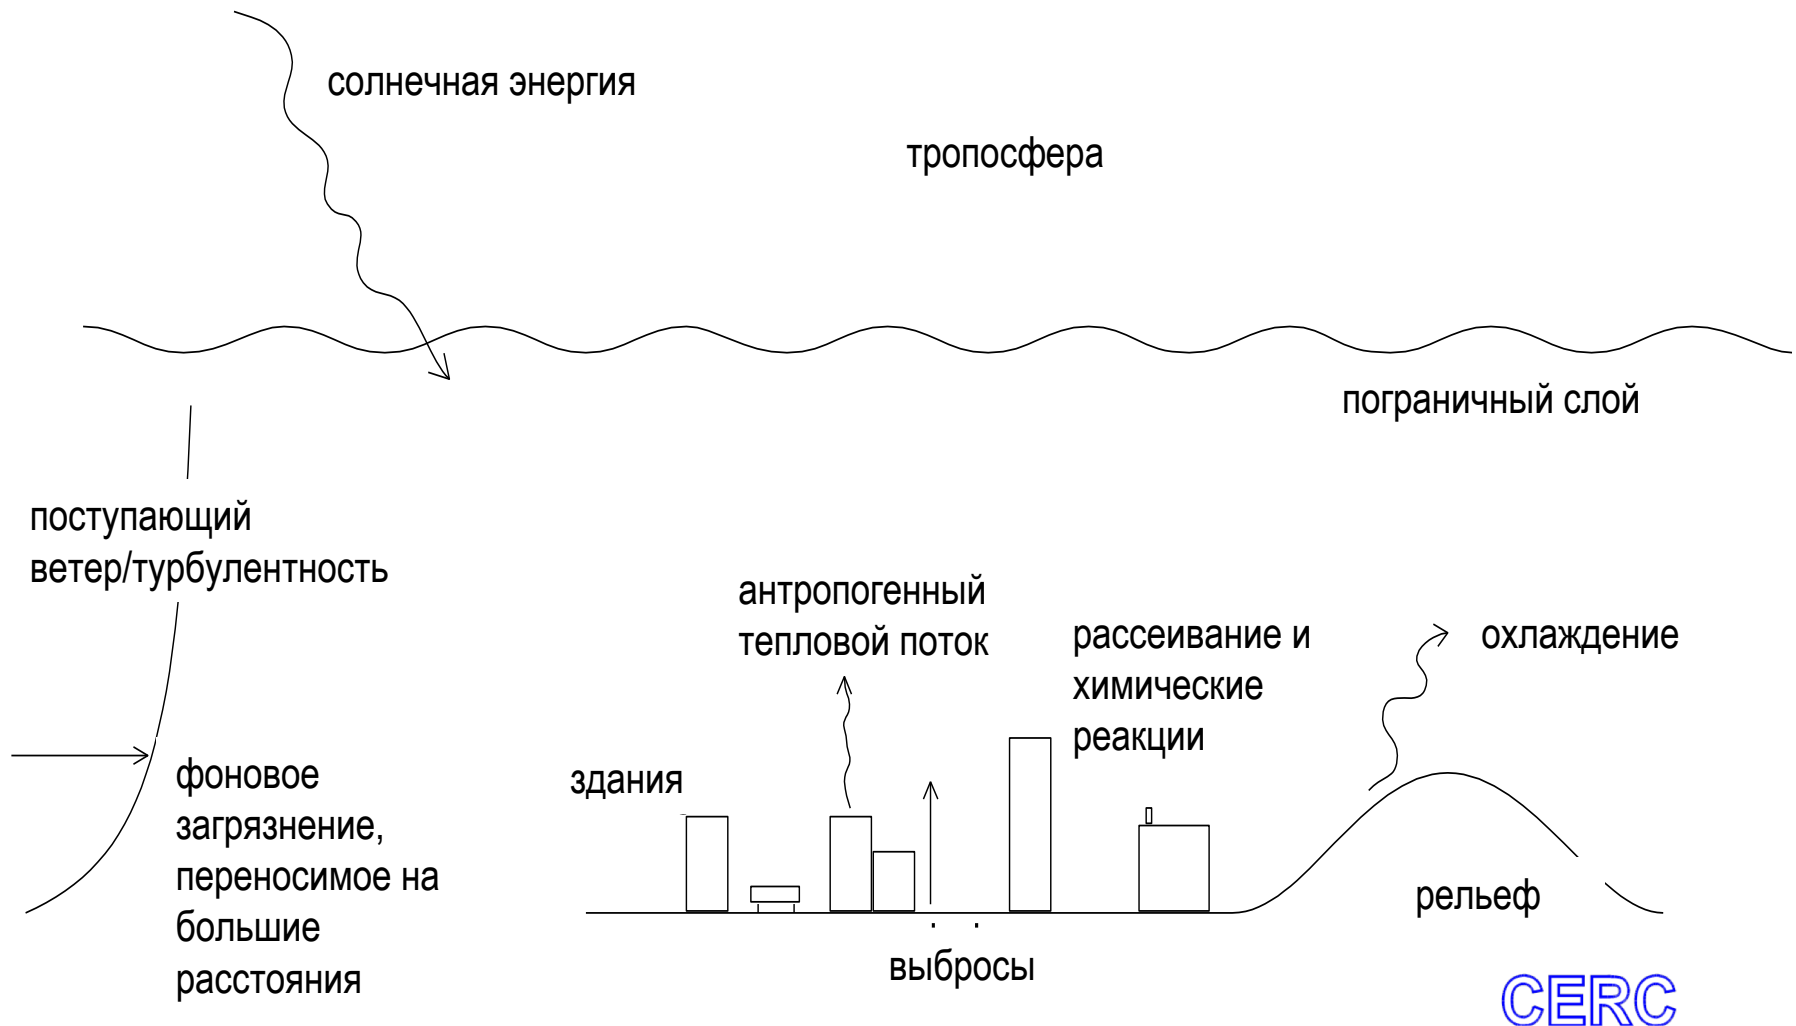 солнечная энергия
тропосфера
пограничный слой
поступающий
ветер/турбулентность
антропогенный
тепловой поток
рассеивание и
химические
реакции
охлаждение
фоновое
загрязнение,
переносимое на
большие
расстояния
здания
рельеф
выбросы
CERC